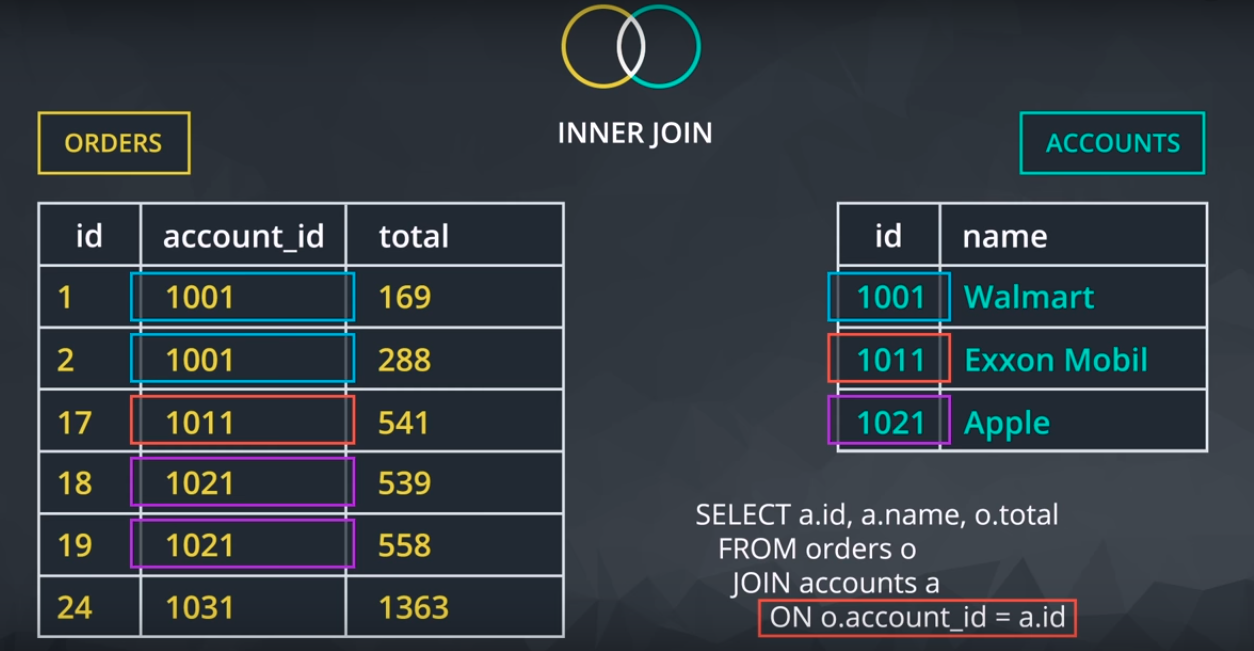 INNER JOIN
ORDERS
id account_id total
1 1001 169
2 1001 288
17 1011 541
18 1021 539
19 1021 558
24 1031 1363
ACCOUNTS
id name
1001 Walmart
1011 Exxon Mobil
1021 Apple
SELECT a.id, a.name, o.total
FROM orders o
JOIN accounts a
ON o.account_id = a.id